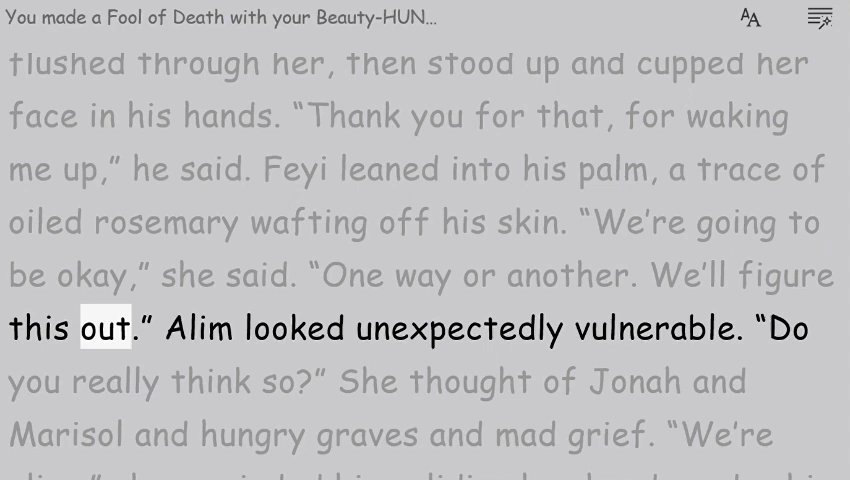 You made a Fool of Death with your Beauty-HUN...
AA
flushed through her, then stood up and cupped her
face in his hands. “Thank you for that, for waking
me up,” he said. Feyi leaned into his palm, a trace of
oiled rosemary wafting off his skin. “We’re going to
be okay,” she said. “One way or another. We’ll figure
this out.” Alim looked unexpectedly vulnerable. “Do
you really think so?” She thought of Jonah and
Marisol and hungry graves and mad grief. “We’re